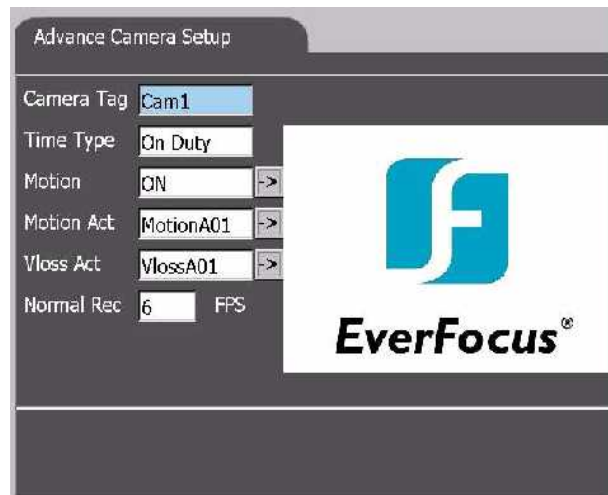 Advance Camera Setup
Camera Tag Cam1
Time Type On Duty
Motion ON ->
Motion Act MotionA01 ->
Vloss Act VlossA01 ->
Normal Rec 6 FPS
EverFocus®